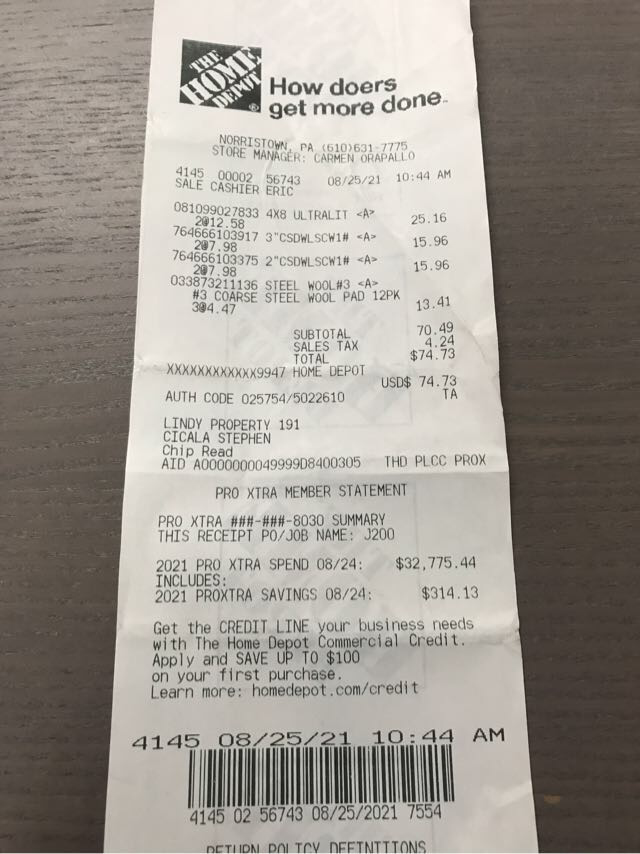 THE
HOME
DEPOT®
How doers
get more done™
NORRISTOWN, PA (610)631-7775
STORE MANAGER: CARMEN ORAPALLO
4145 00002 56743 08/25/21 10:44 AM
SALE CASHIER ERIC
081099027833 4X8 ULTRALIT <A>
2@12.58 25.16
764666103917 3"CSDWLSCW1# <A>
2@7.98 15.96
764666103375 2"CSDWLSCW1# <A>
2@7.98 15.96
033873211136 STEEL WOOL#3 <A>
#3 COARSE STEEL WOOL PAD 12PK
3@4.47 13.41
SUBTOTAL 70.49
SALES TAX 4.24
TOTAL $74.73
XXXXXXXXXXXX9947 HOME DEPOT
USD$ 74.73
AUTH CODE 025754/5022610 TA
LINDY PROPERTY 191
CICALA STEPHEN
Chip Read
AID A0000000049999D8400305 THD PLCC PROX
PRO XTRA MEMBER STATEMENT
PRO XTRA ###-###-8030 SUMMARY
THIS RECEIPT PO/JOB NAME: J200
2021 PRO XTRA SPEND 08/24: $32,775.44
INCLUDES:
2021 PROXTRA SAVINGS 08/24: $314.13
Get the CREDIT LINE your business needs
with The Home Depot Commercial Credit.
Apply and SAVE UP TO $100
on your first purchase.
Learn more: homedepot.com/credit
4145 08/25/21 10:44 AM
4145 02 56743 08/25/2021 7554
RETURN POLICY DEFINITIONS